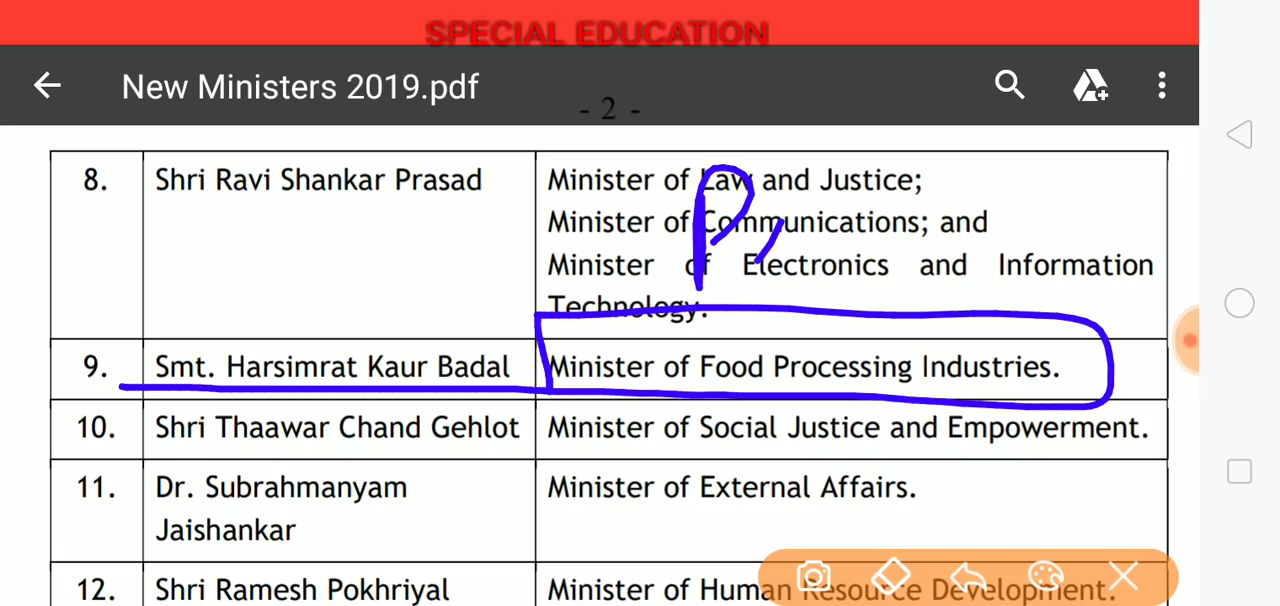 SPECIAL EDUCATION
New Ministers 2019.pdf
- 2 -
8. Shri Ravi Shankar Prasad Minister of Law and Justice;
Minister of Communications; and
Minister of Electronics and Information
Technology.
P,
9. Smt. Harsimrat Kaur Badal Minister of Food Processing Industries.
10. Shri Thaawar Chand Gehlot Minister of Social Justice and Empowerment.
11. Dr. Subrahmanyam Minister of External Affairs.
Jaishankar
12. Shri Ramesh Pokhriyal Minister of Human Resource Development.